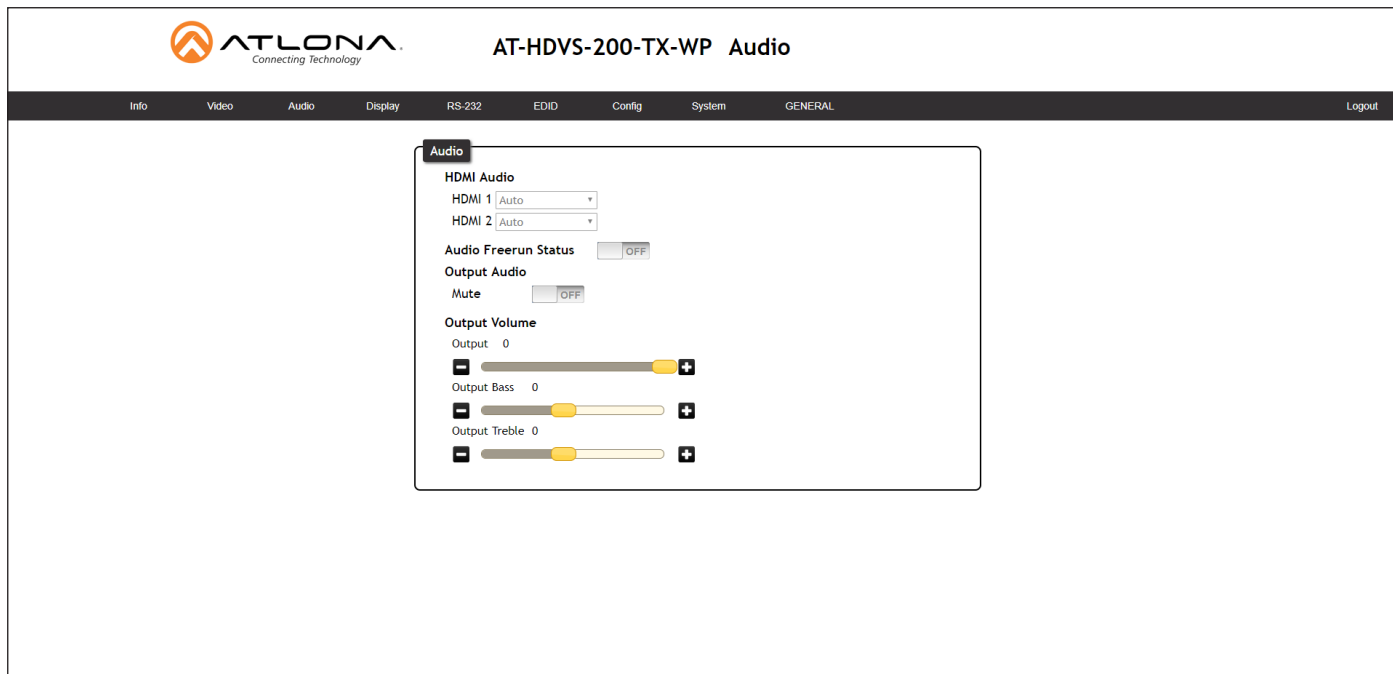 ATLONA.
Connecting Technology
AT-HDVS-200-TX-WP Audio
Info Video Audio Display RS-232 EDID Config System GENERAL Logout
Audio
HDMI Audio
HDMI 1 Auto
HDMI 2 Auto
Audio Freerun Status OFF
Output Audio
Mute OFF
Output Volume
Output 0
Output Bass 0
Output Treble 0